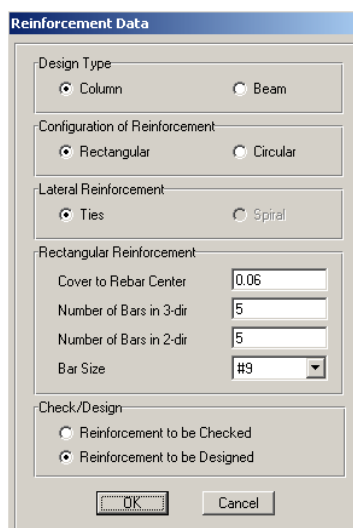 Reinforcement Data
Design Type
Column Beam
Configuration of Reinforcement
Rectangular Circular
Lateral Reinforcement
Ties Spiral
Rectangular Reinforcement
Cover to Rebar Center 0.06
Number of Bars in 3-dir 5
Number of Bars in 2-dir 5
Bar Size #9
Check/Design
Reinforcement to be Checked
Reinforcement to be Designed
OK Cancel